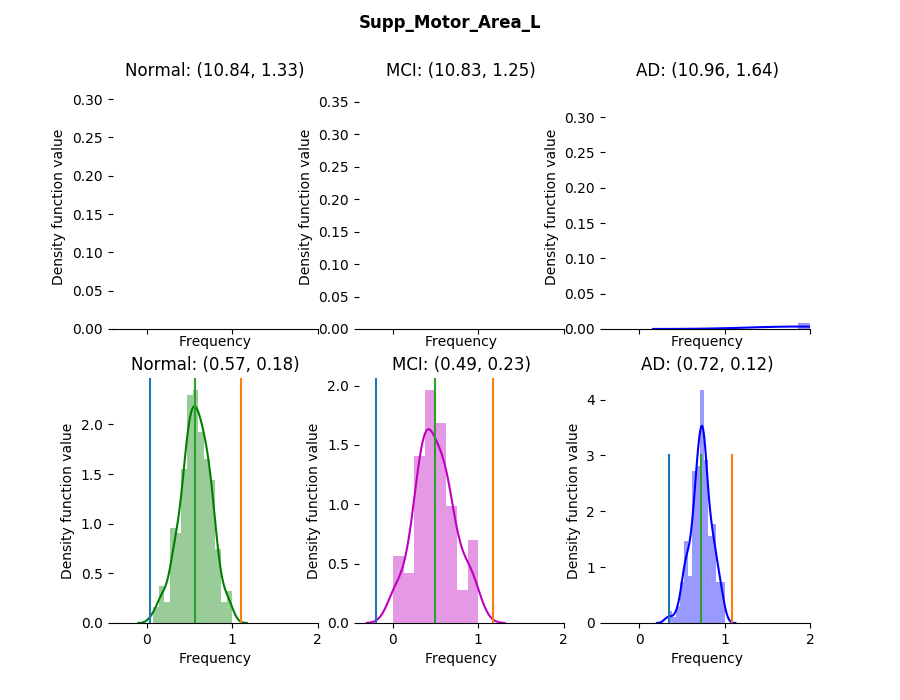 Supp_Motor_Area_L
Normal: (10.84, 1.33)
MCI: (10.83, 1.25)
AD: (10.96, 1.64)
Density function value
0.30
0.25
0.20
0.15
0.10
0.05
0.00
0.35
0.30
0.25
0.20
0.15
0.10
0.05
0.00
Density function value
0.30
0.25
0.20
0.15
0.10
0.05
0.00
Density function value
Frequency
Frequency
Frequency
Normal: (0.57, 0.18)
MCI: (0.49, 0.23)
AD: (0.72, 0.12)
Density function value
2.0
1.5
1.0
0.5
0.0
Density function value
2.0
1.5
1.0
0.5
0.0
Density function value
4
3
2
1
0
0 1 2
0 1 2
0 1 2
Frequency
Frequency
Frequency